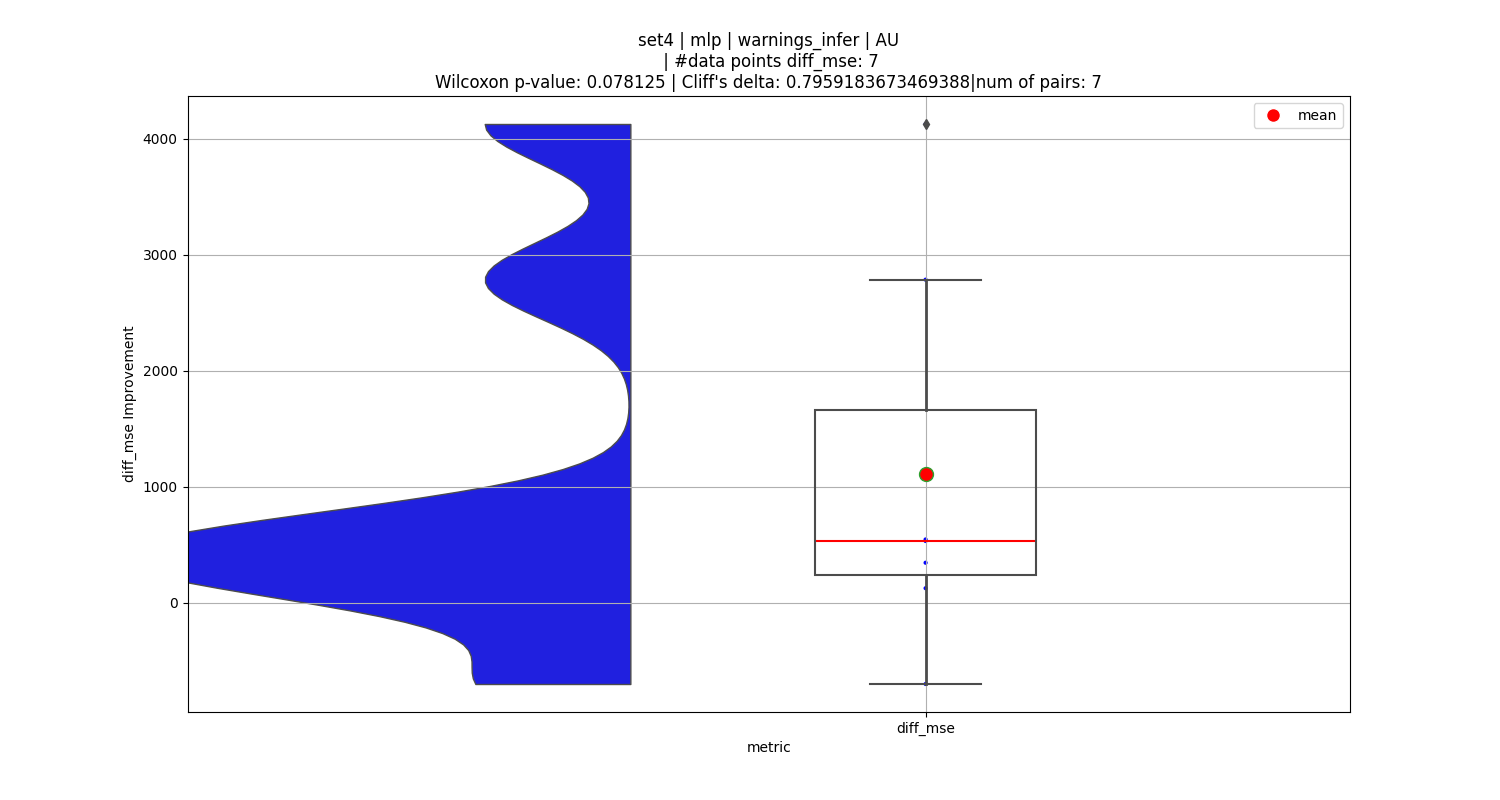 set4 | mlp | warnings_infer | AU
| #data points diff_mse: 7
Wilcoxon p-value: 0.078125 | Cliff's delta: 0.7959183673469388|num of pairs: 7
mean
4000
3000
2000
1000
0
diff_mse Improvement
diff_mse
metric